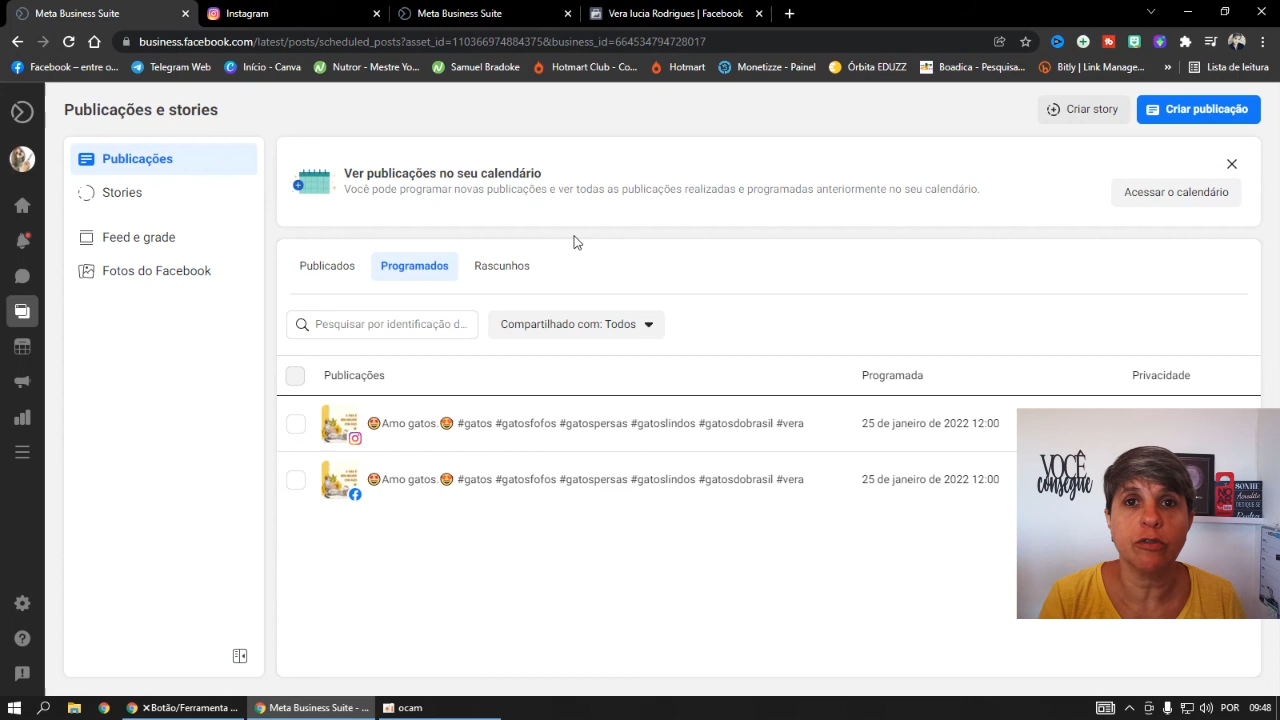 Meta Business Suite
Instagram
Meta Business Suite
Vera lucia Rodrigues | Facebook
business.facebook.com/latest/posts/scheduled_posts?asset_id=110366974884375&business_id=664534794728017
Facebook – entre o...
Telegram Web
Início - Canva
Nutror - Mestre Yo...
Samuel Bradoke
Hotmart Club - Co...
Hotmart
Monetizze - Painel
Órbita EDUZZ
Boadica - Pesquisa...
Bitly | Link Manage...
»
Lista de leitura
Publicações e stories
Criar story
Criar publicação
Publicações
Stories
Feed e grade
Fotos do Facebook
Ver publicações no seu calendário
Você pode programar novas publicações e ver todas as publicações realizadas e programadas anteriormente no seu calendário.
Acessar o calendário
Publicados
Programados
Rascunhos
Pesquisar por identificação d...
Compartilhado com: Todos
Publicações
Programada
Privacidade
Amo gatos. #gatos #gatosfofos #gatospersas #gatoslindos #gatosdobrasil #vera
25 de janeiro de 2022 12:00
Amo gatos. #gatos #gatosfofos #gatospersas #gatoslindos #gatosdobrasil #vera
25 de janeiro de 2022 12:00
VOCÊ
consegue
SONHE
Acredite
×Botão/Ferramenta ...
Meta Business Suite - ...
ocam
POR
09:48